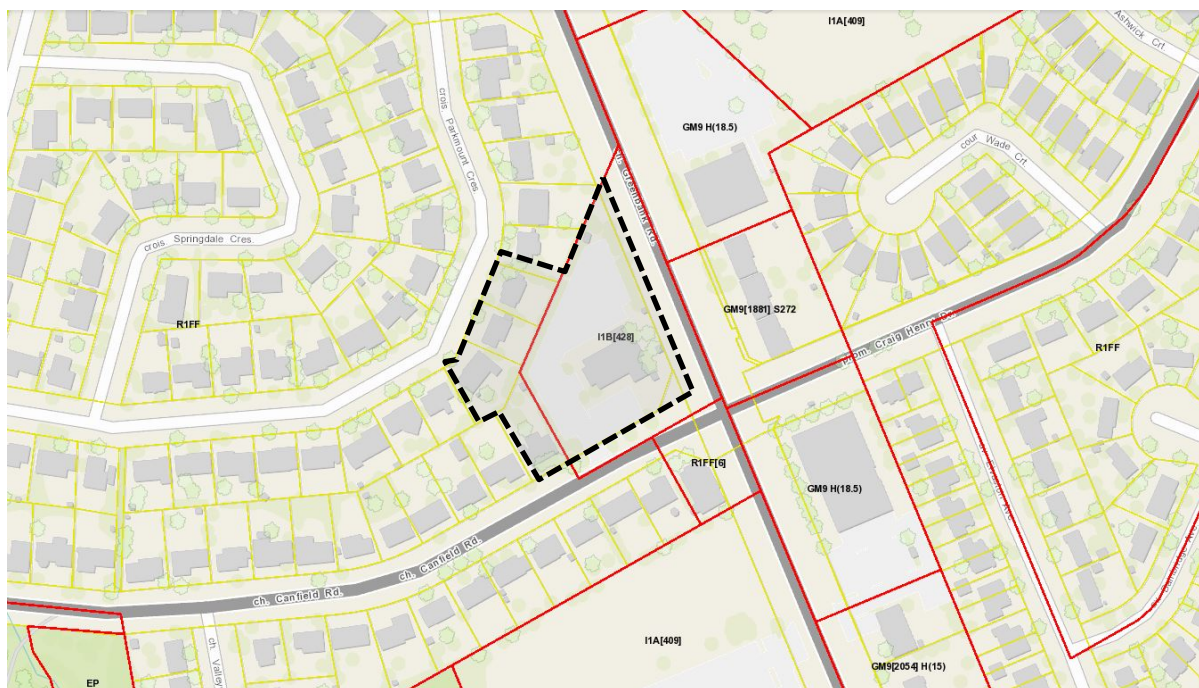 I1A[409]
Ashwick Crt.
crois. Parkmount Cres
GM9 H(18.5)
cour Wade Crt
ch. Greenbank Rd.
crois Springdale Cres.
GM9[1881] S272
R1FF
I1B[428]
prom. Craig Henry Dr.
R1FF
R1FF[6]
GM9 H(18.5)
ch. Canfield Rd.
ch. Canfield Rd.
I1A[409]
ch. Valley
GM9[2054] H(15)
EP